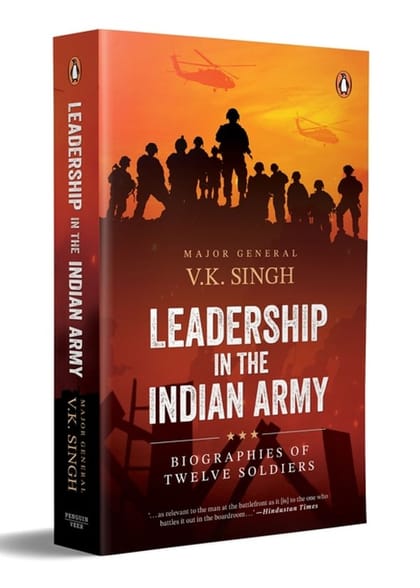 LEADERSHIP IN THE INDIAN ARMY
MAJOR GENERAL
V.K. SINGH
PENGUIN
VEER
MAJOR GENERAL
V.K. SINGH
LEADERSHIP
IN THE
INDIAN ARMY
BIOGRAPHIES OF
TWELVE SOLDIERS
‘...as relevant to the man at the battlefront as it [is] to the one who
battles it out in the boardroom...’ —Hindustan Times